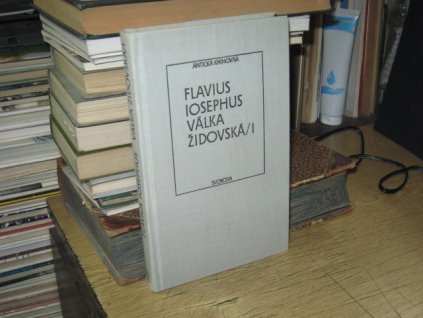 ANTICKÁ KNIHOVNA
FLAVIUS
IOSEPHUS
VÁLKA
ŽIDOVSKÁ/I
SVOBODA